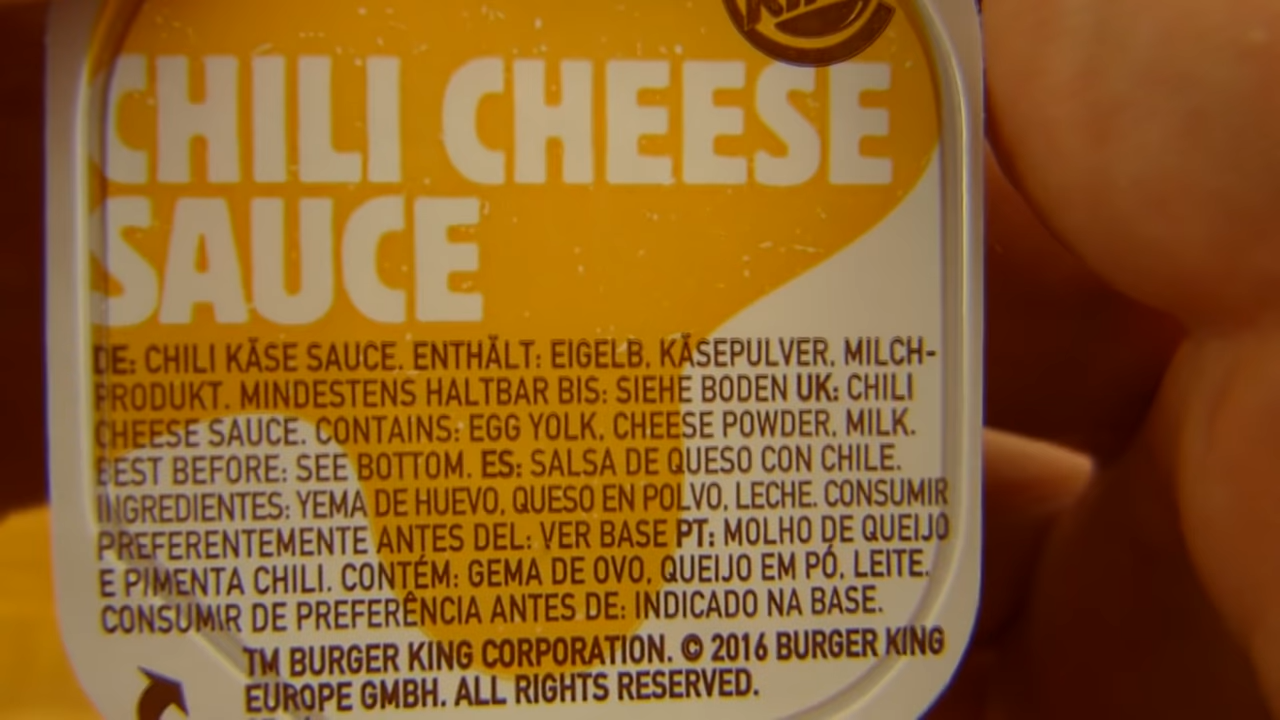 CHILI CHEESE
SAUCE
DE: CHILI KÄSE SAUCE. ENTHÄLT: EIGELB, KÄSEPULVER, MILCH-
PRODUKT. MINDESTENS HALTBAR BIS: SIEHE BODEN UK: CHILI
CHEESE SAUCE. CONTAINS: EGG YOLK, CHEESE POWDER, MILK.
BEST BEFORE: SEE BOTTOM. ES: SALSA DE QUESO CON CHILE.
INGREDIENTES: YEMA DE HUEVO, QUESO EN POLVO, LECHE. CONSUMIR
PREFERENTEMENTE ANTES DEL: VER BASE PT: MOLHO DE QUEIJO
E PIMENTA CHILI. CONTÉM: GEMA DE OVO, QUEIJO EM PÓ, LEITE.
CONSUMIR DE PREFERÊNCIA ANTES DE: INDICADO NA BASE.
TM BURGER KING CORPORATION. © 2016 BURGER KING
EUROPE GMBH. ALL RIGHTS RESERVED.